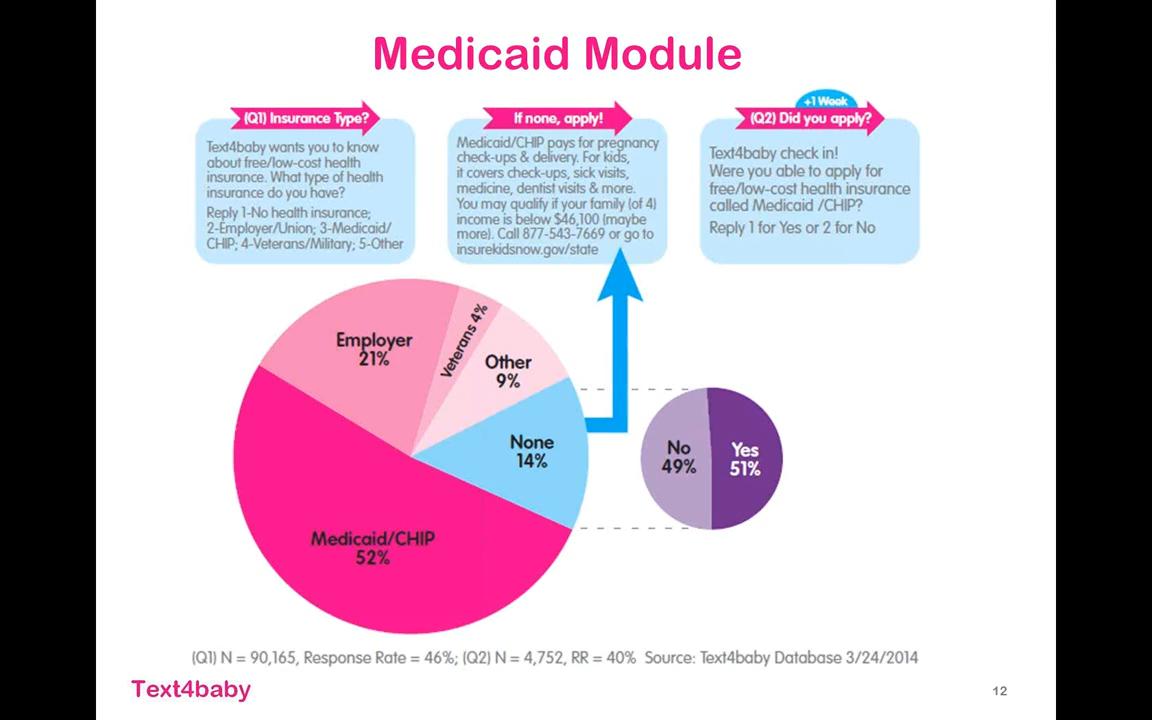 Medicaid Module
(Q1) Insurance Type?
Text4baby wants you to know
about free/low-cost health
insurance. What type of health
insurance do you have?
Reply 1-No health insurance;
2-Employer/Union; 3-Medicaid/
CHIP; 4-Veterans/Military; 5-Other
If none, apply!
Medicaid/CHIP pays for pregnancy
check-ups & delivery. For kids,
it covers check-ups, sick visits,
medicine, dentist visits & more.
You may qualify if your family (of 4)
income is below $46,100 (maybe
more). Call 877-543-7669 or go to
insurekidsnow.gov/state
+1 Week
(Q2) Did you apply?
Text4baby check in!
Were you able to apply for
free/low-cost health insurance
called Medicaid /CHIP?
Reply 1 for Yes or 2 for No
Employer
21%
Veterans 4%
Other
9%
None
14%
Medicaid/CHIP
52%
No
49%
Yes
51%
(Q1) N = 90,165, Response Rate = 46%; (Q2) N = 4,752, RR = 40% Source: Text4baby Database 3/24/2014
Text4baby
12